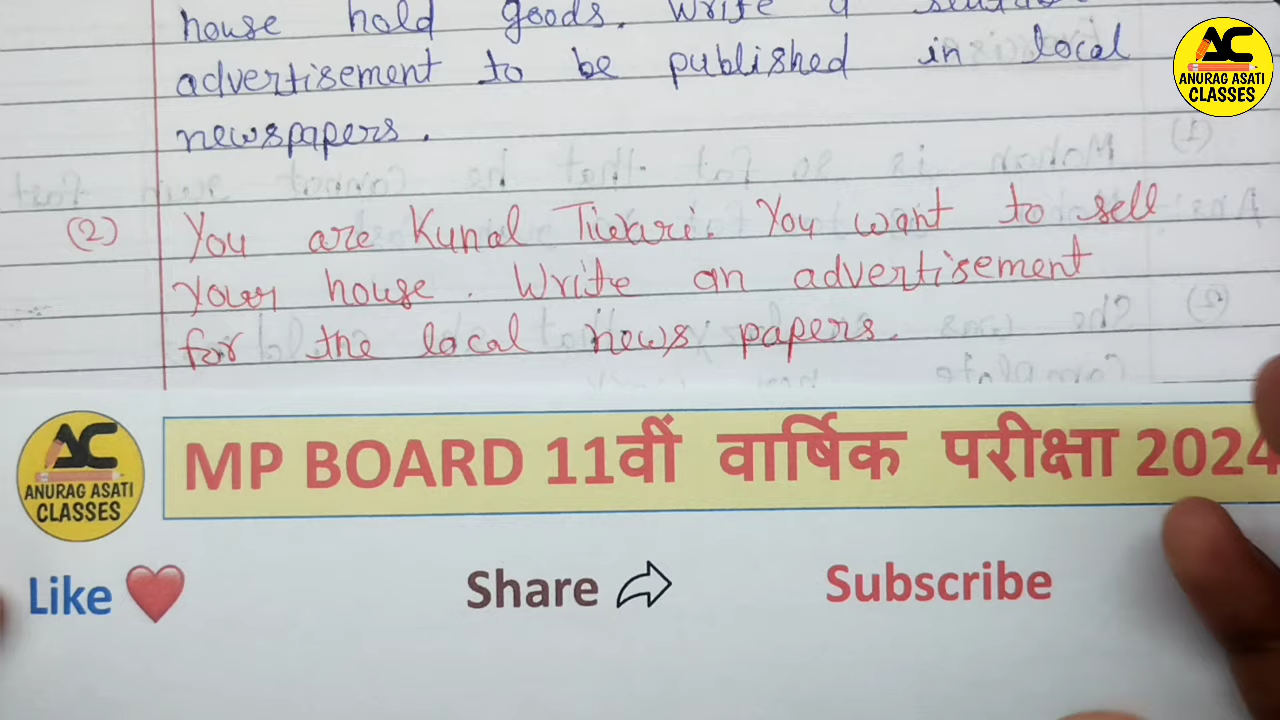 house hold goods. Write a
advertisement to be published in local
newspapers.
(2) You are Kunal Tiwari. You want to sell
your house. Write an advertisement
for the local news papers.
AC
ANURAG ASATI
CLASSES
AC
ANURAG ASATI
CLASSES
MP BOARD 11वीं वार्षिक परीक्षा 2024
Like Share Subscribe